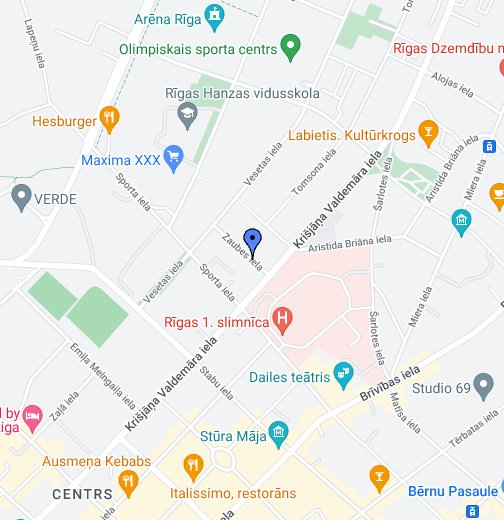 Lapeņu iela
Arēna Rīga
Olimpiskais sporta centrs
Rīgas Dzemdību n
Alojas iela
Rīgas Hanzas vidusskola
Hesburger
Labietis. Kultūrkrogs
Maxima XXX
Vesetas iela
Tomsona iela
Krišjāņa Valdemāra iela
Šarlotes iela
Aristida Briāna iela
Miera iela
Sporta iela
VERDE
Zaubes iela
Aristida Briāna iela
Vesetas iela
Sporta iela
Rīgas 1. slimnīca
Miera iela
Šarlotes iela
Emiļa Melngaiļa iela
Krišjāņa Valdemāra iela
Stabu iela
Dailes teātris
Brīvības iela
Studio 69
Zaļā iela
l by
tiga
Matīsa iela
Tērbatas iela
Stūra Māja
Ausmeņa Kebabs
CENTRS
Italissimo, restorāns
Bērnu Pasaule